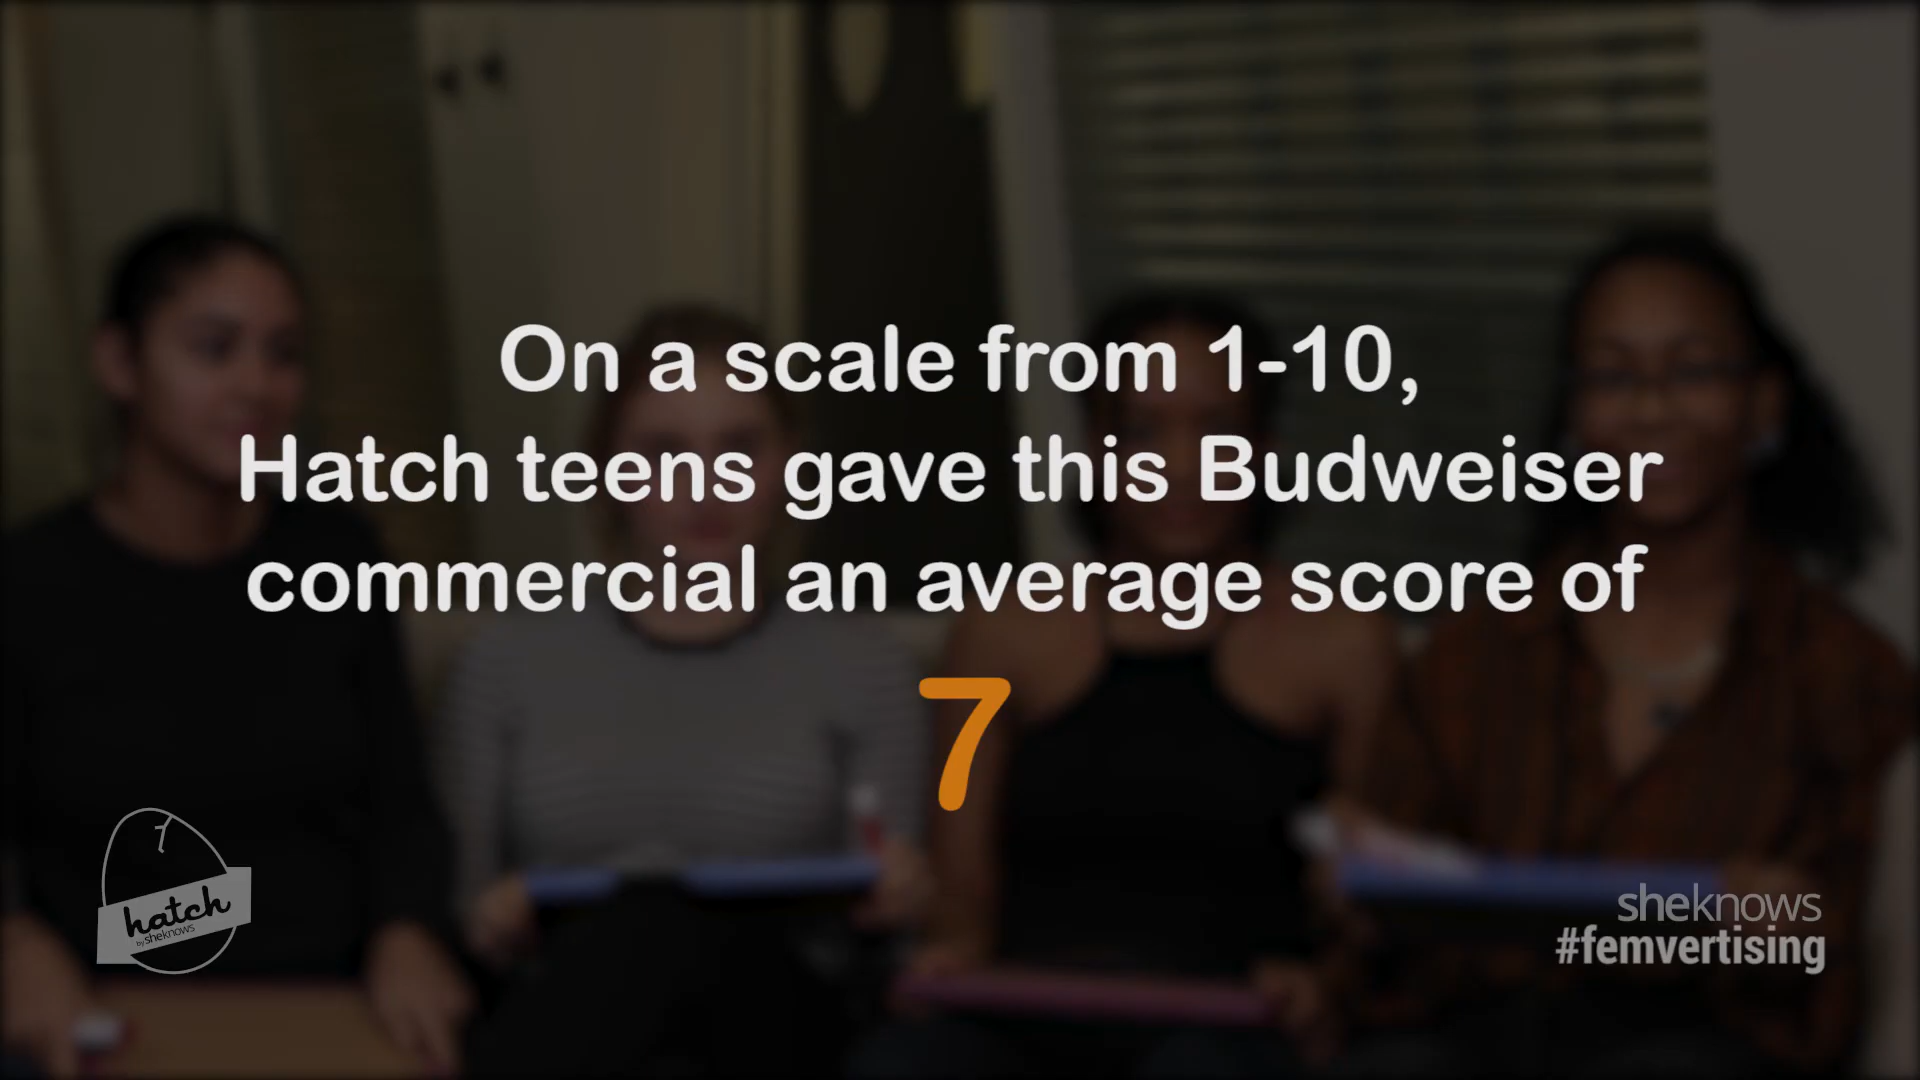 On a scale from 1-10,
Hatch teens gave this Budweiser
commercial an average score of
7
hatch
by sheknows
sheknows
#femvertising